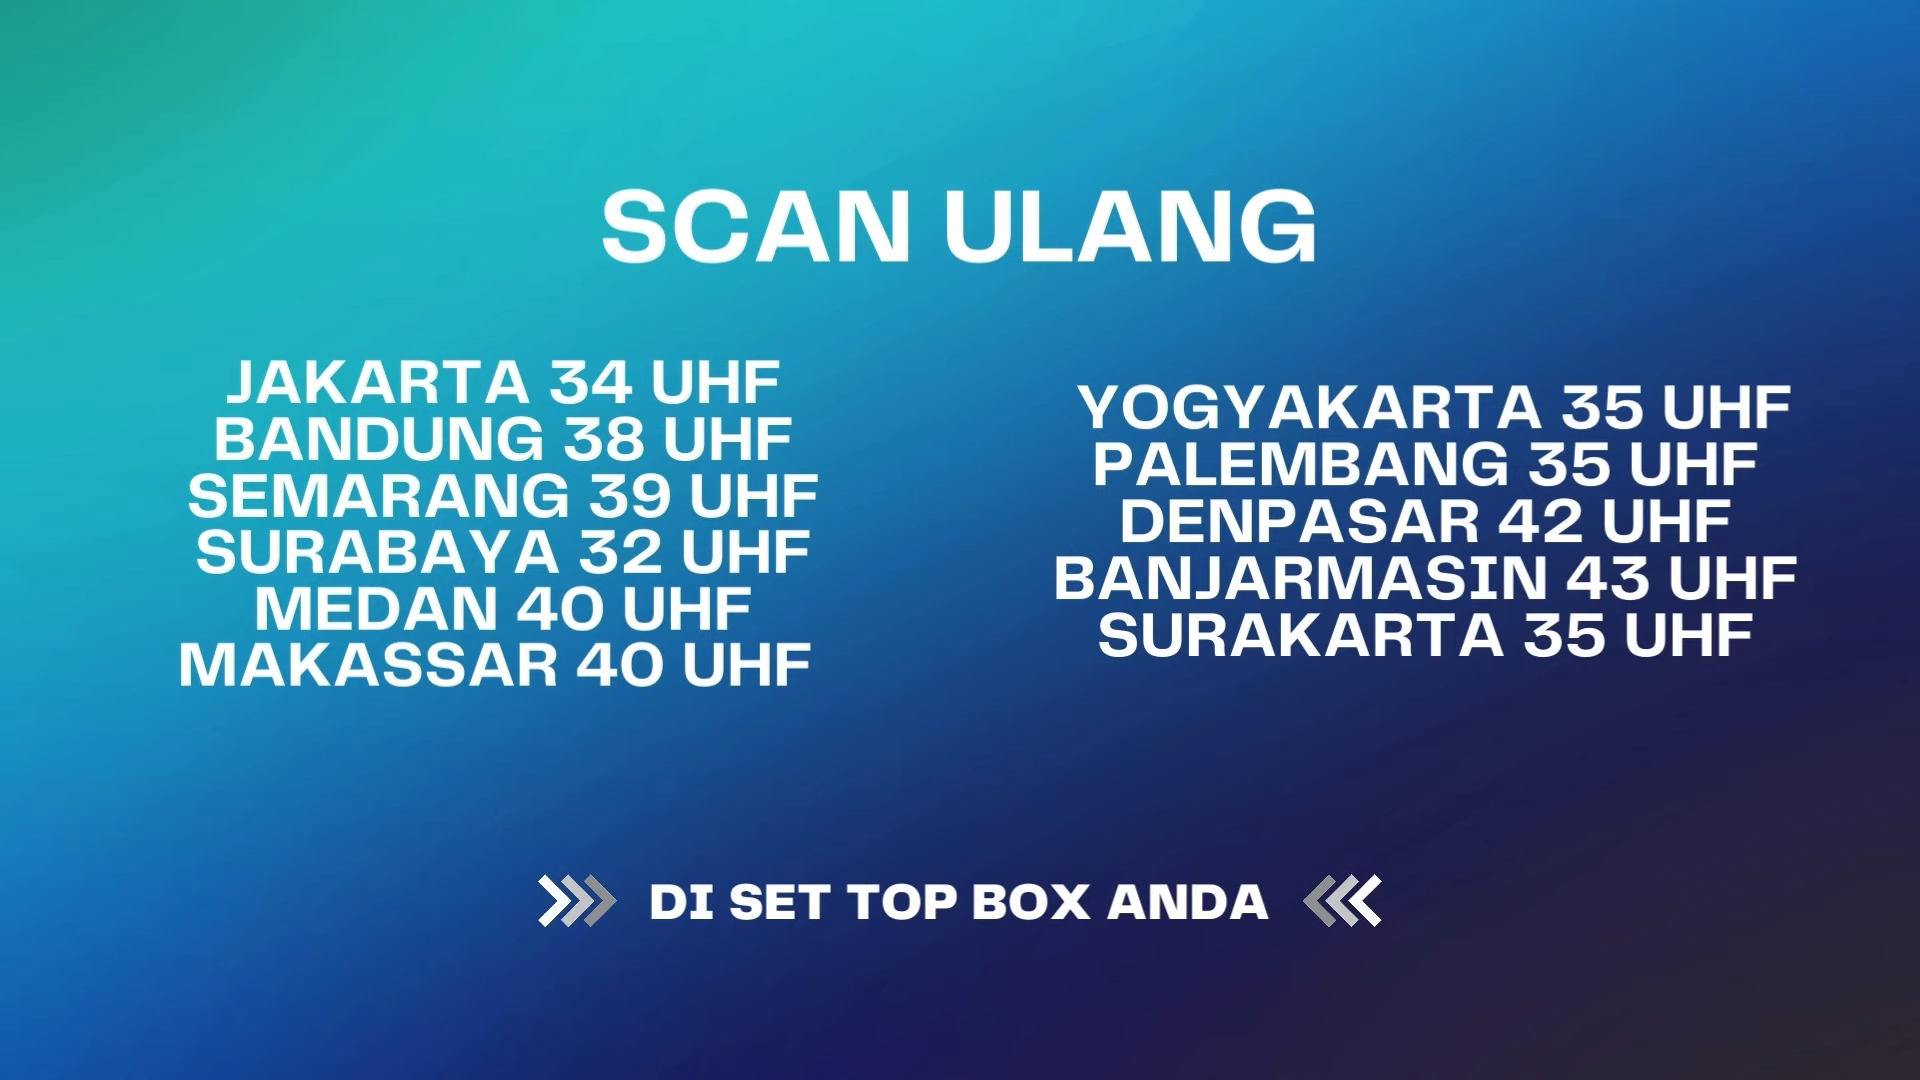 SCAN ULANG
JAKARTA 34 UHF
BANDUNG 38 UHF
SEMARANG 39 UHF
SURABAYA 32 UHF
MEDAN 40 UHF
MAKASSAR 40 UHF
YOGYAKARTA 35 UHF
PALEMBANG 35 UHF
DENPASAR 42 UHF
BANJARMASIN 43 UHF
SURAKARTA 35 UHF
DI SET TOP BOX ANDA